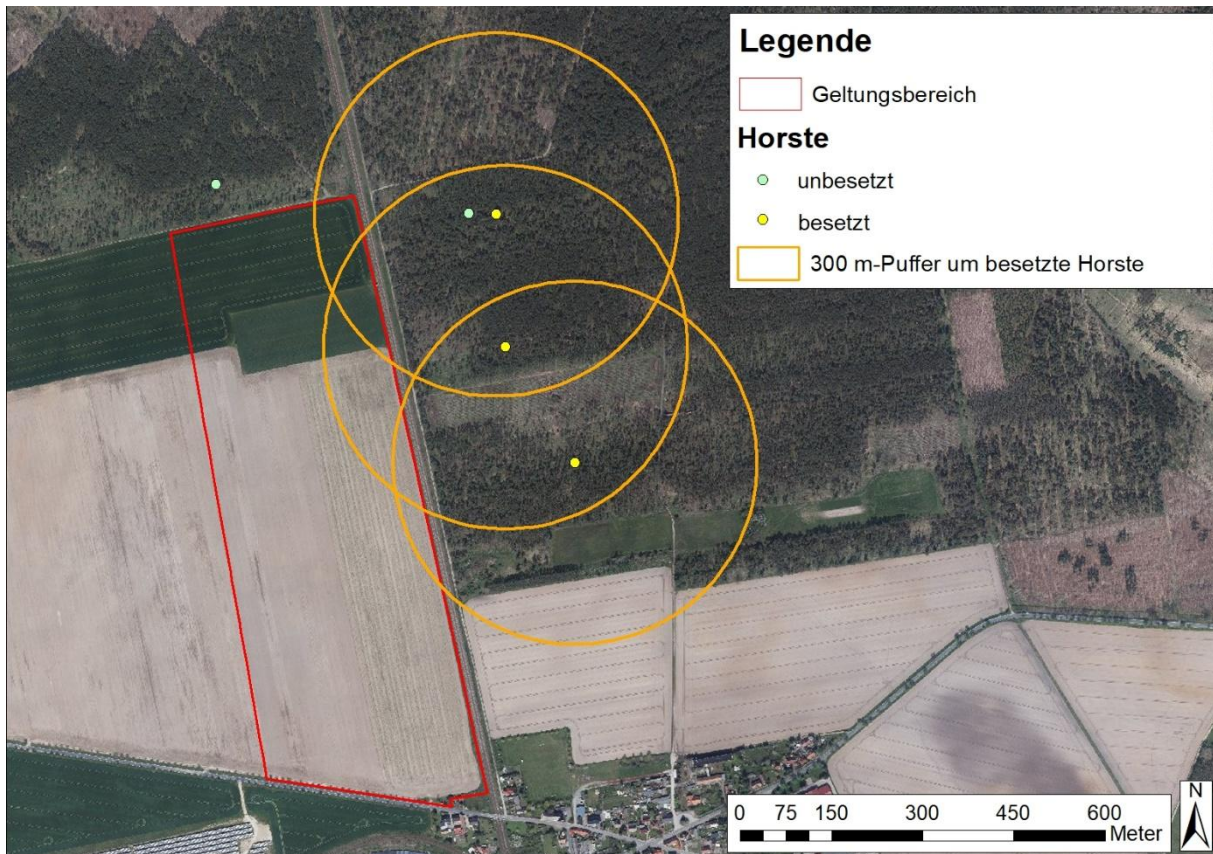 Legende
Geltungsbereich
Horste
unbesetzt
besetzt
300 m-Puffer um besetzte Horste
0 75 150 300 450 600
Meter
N